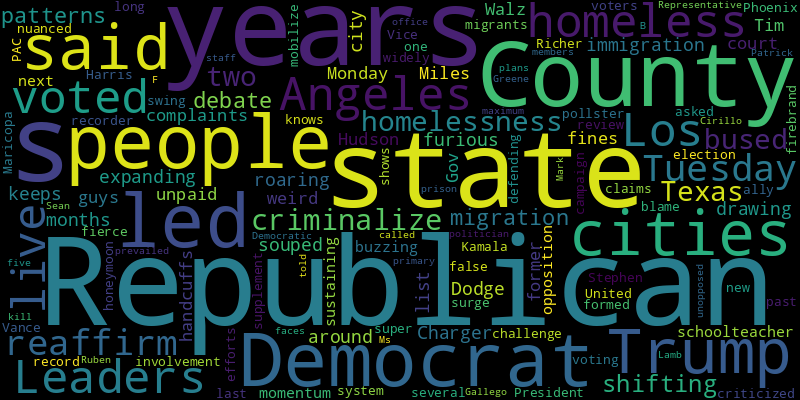 patterns
long
nuanced
PAC
said
years
mobilize
city
Vice
office
one
widely
Walz
migrants
homeless
voters
Representative
Phoenix
Tim
immigration
court
County
Richer
members
B
plans
Greene
Patrick
next
Harris
F
two
Monday
Miles
staff
maximum
voted
swing
debate
Angeles
complaints
recorder
knows
Hudson
homelessness
pollster
asked
Cirillo
firebrand
Los
bused
Maricopa
s
people
furious
fines
review
election
expanding
roaring
shows
Gov
defending
state
Mark
Tuesday
keeps
guys
unpaid
weird
prison
campaign
claims
ally
Texas
months
Sean
criminalize
migration
blame
drawing
live
led
fierce
Democratic
called
politician
cities
souped
buzzing
Kamala
opposition
former
schoolteacher
Republican
five
honeymoon
prevailed
handcuffs
supplement
told
sustaining
list
false
primary
Dodge
surge
Stephen
United
formed
unopposed
new
past
kill
Vance
reaffirm
efforts
faces
Ms
super
around
Charger
challenge
voting
Trump
Lamb
record
Ruben
involvement
Leaders
Democrat
shifting
last
momentum
system
several
Gallego
President
criticized